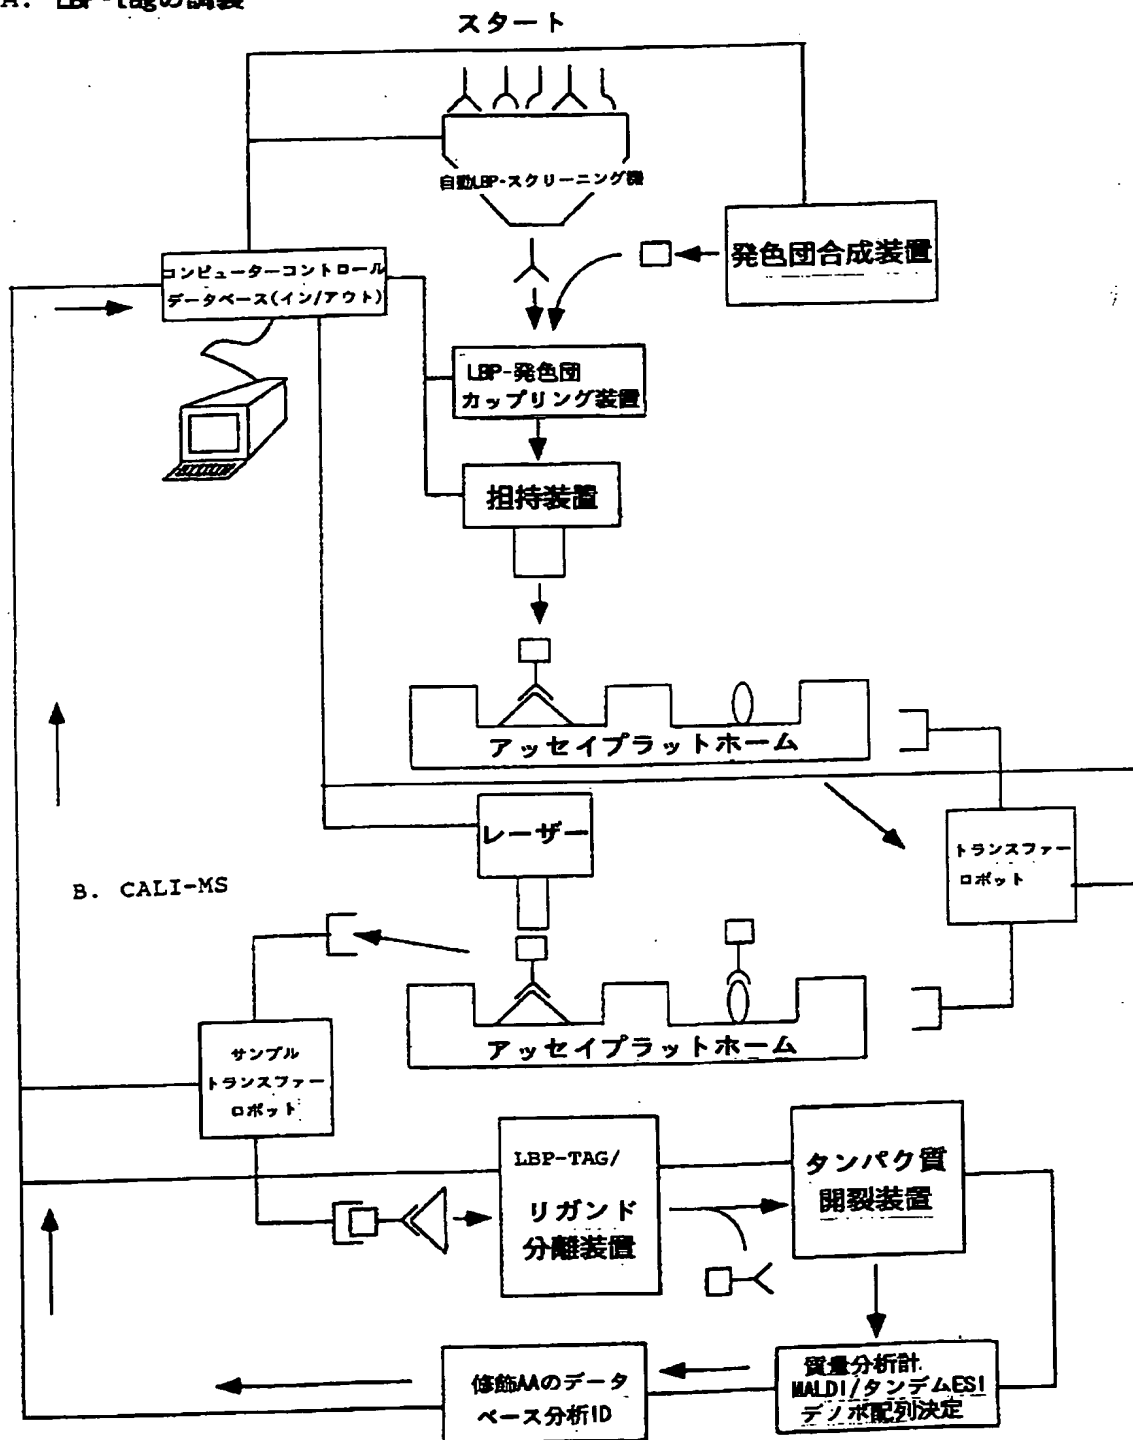 A. LBP-tagの調製
スタート
自動LBP-スクリーニング機
発色団合成装置
コンピューターコントロール
データベース(イン/アウト)
LBP-発色団
カップリング装置
担持装置
アッセイプラットホーム
レーザー
トランスファー
ロボット
B. CALI-MS
アッセイプラットホーム
サンプル
トランスファー
ロボット
LBP-TAG/
リガンド
分離装置
タンパク質
開裂装置
質量分析計
MALDI/タンデムESI
デノボ配列決定
修飾AAのデータ
ベース分析ID